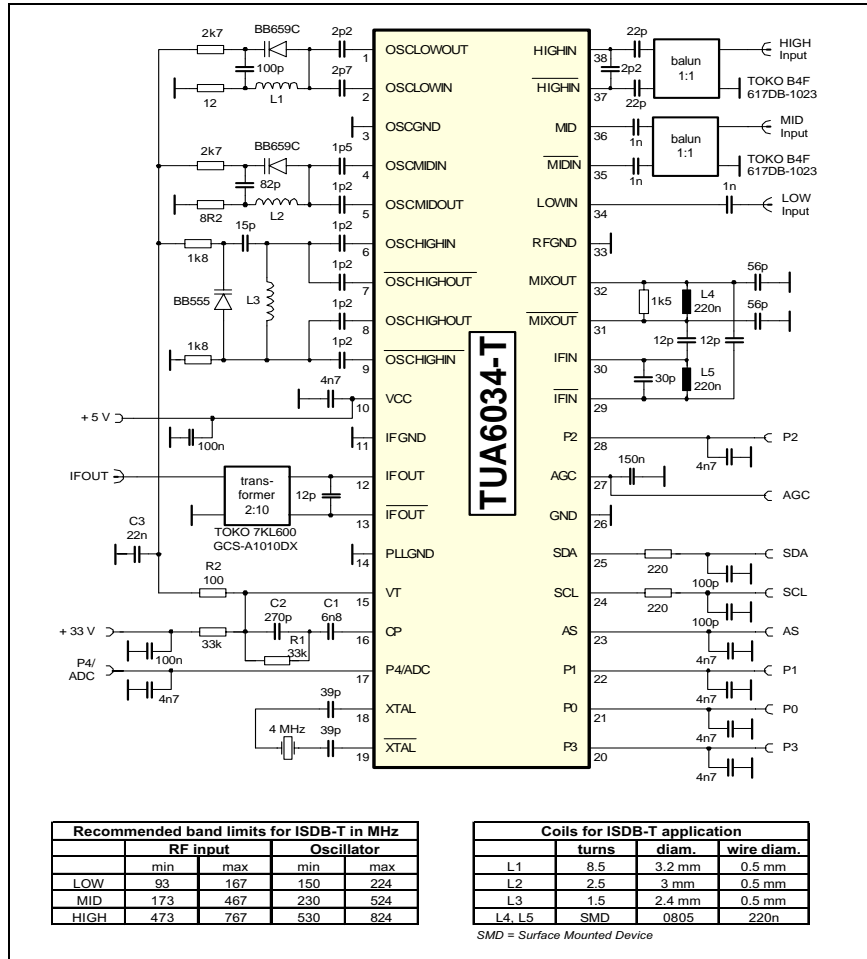 2k7
BB659C
2p2
100p
2p7
12
L1
2k7
BB659C
1p5
82p
1p2
8R2
L2
15p
1p2
1k8
1p2
BB555
L3
1p2
1k8
1p2
4n7
+ 5 V
100n
IFOUT
trans-
former
2:10
12p
TOKO 7KL600
GCS-A1010DX
C3
22n
R2
100
C2
270p
C1
6n8
+ 33 V
R1
33k
33k
100n
P4/
ADC
4n7
39p
4 MHz
39p
1 OSCLOWOUT
2 OSCLOWIN
3 OSCGND
4 OSCMIDIN
5 OSCMIDOUT
6 OSCHIGHIN
7 OSCHIGHOUT
8 OSCHIGHOUT
9 OSCHIGHIN
10 VCC
11 IFGND
12 IFOUT
13 IFOUT
14 PLLGND
15 VT
16 CP
17 P4/ADC
18 XTAL
19 XTAL
TUA6034-T
HIGHIN 38
HIGHIN 37
MID 36
MIDIN 35
LOWIN 34
RFGND 33
MIXOUT 32
MIXOUT 31
IFIN 30
IFIN 29
P2 28
AGC 27
GND 26
SDA 25
SCL 24
AS 23
P1 22
P0 21
P3 20
22p
2p2
22p
balun
1:1
HIGH
Input
TOKO B4F
617DB-1023
1n
1n
balun
1:1
MID
Input
TOKO B4F
617DB-1023
1n
LOW
Input
1k5
L4
220n
56p
56p
12p
12p
30p
L5
220n
4n7
P2
150n
AGC
220
100p
SDA
220
100p
SCL
4n7
AS
4n7
P1
4n7
P0
4n7
P3
Recommended band limits for ISDB-T in MHz
RF input Oscillator
min max min max
LOW 93 167 150 224
MID 173 467 230 524
HIGH 473 767 530 824
Coils for ISDB-T application
turns diam. wire diam.
L1 8.5 3.2 mm 0.5 mm
L2 2.5 3 mm 0.5 mm
L3 1.5 2.4 mm 0.5 mm
L4, L5 SMD 0805 220n
SMD = Surface Mounted Device